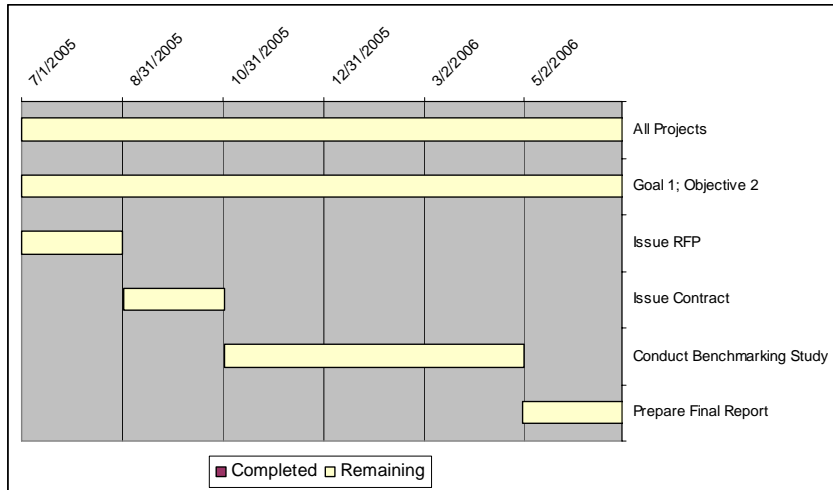 7/1/2005
8/31/2005
10/31/2005
12/31/2005
3/2/2006
5/2/2006
All Projects
Goal 1; Objective 2
Issue RFP
Issue Contract
Conduct Benchmarking Study
Prepare Final Report
Completed Remaining